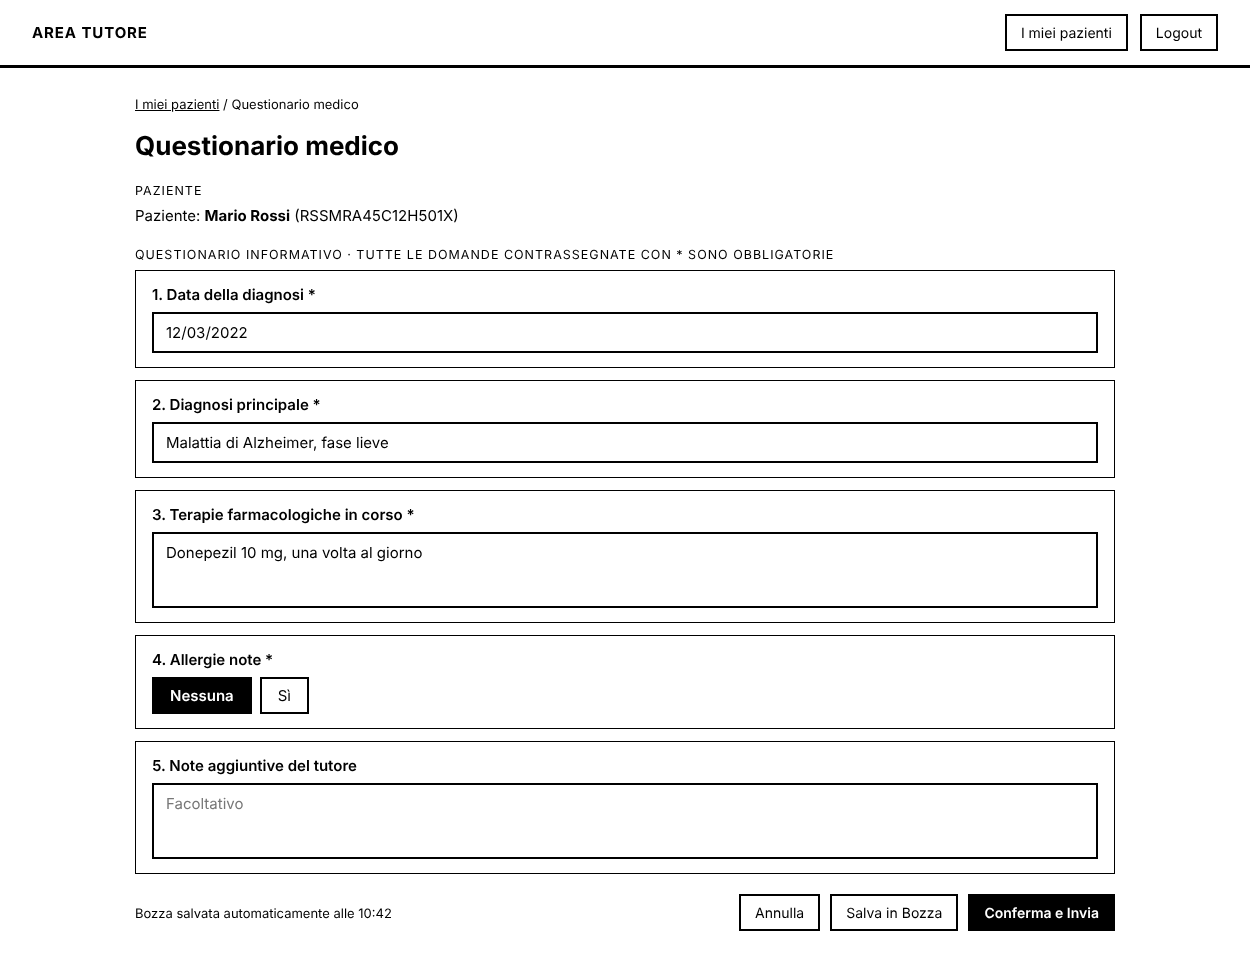 AREA TUTORE
I miei pazienti
Logout
I miei pazienti / Questionario medico
Questionario medico
PAZIENTE
Paziente: Mario Rossi (RSSMRA45C12H501X)
QUESTIONARIO INFORMATIVO · TUTTE LE DOMANDE CONTRASSEGNATE CON * SONO OBBLIGATORIE
1. Data della diagnosi *
12/03/2022
2. Diagnosi principale *
Malattia di Alzheimer, fase lieve
3. Terapie farmacologiche in corso *
Donepezil 10 mg, una volta al giorno
4. Allergie note *
Nessuna
Sì
5. Note aggiuntive del tutore
Facoltativo
Bozza salvata automaticamente alle 10:42
Annulla
Salva in Bozza
Conferma e Invia